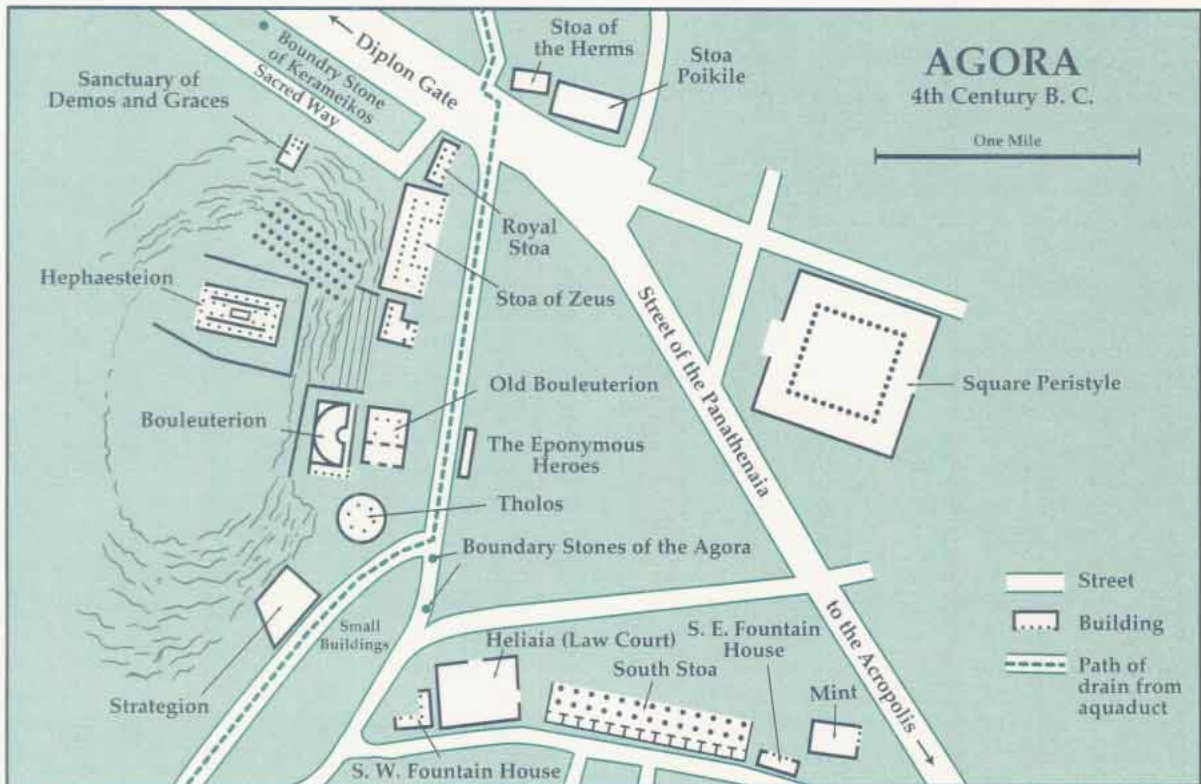 AGORA
4th Century B. C.
One Mile
Stoa of
the Herms
Stoa
Poikile
Diplon Gate
Boundry Stone
of Kerameikos
Sacred Way
Sanctuary of
Demos and Graces
Royal
Stoa
Stoa of Zeus
Hephaesteion
Street of the Panathenaia
Square Peristyle
Old Bouleuterion
Bouleuterion
The Eponymous
Heroes
Tholos
Boundary Stones of the Agora
Small
Buildings
Strategion
Heliaia (Law Court)
S. E. Fountain
House
South Stoa
Mint
to the Acropolis
S. W. Fountain House
Street
Building
Path of
drain from
aquaduct